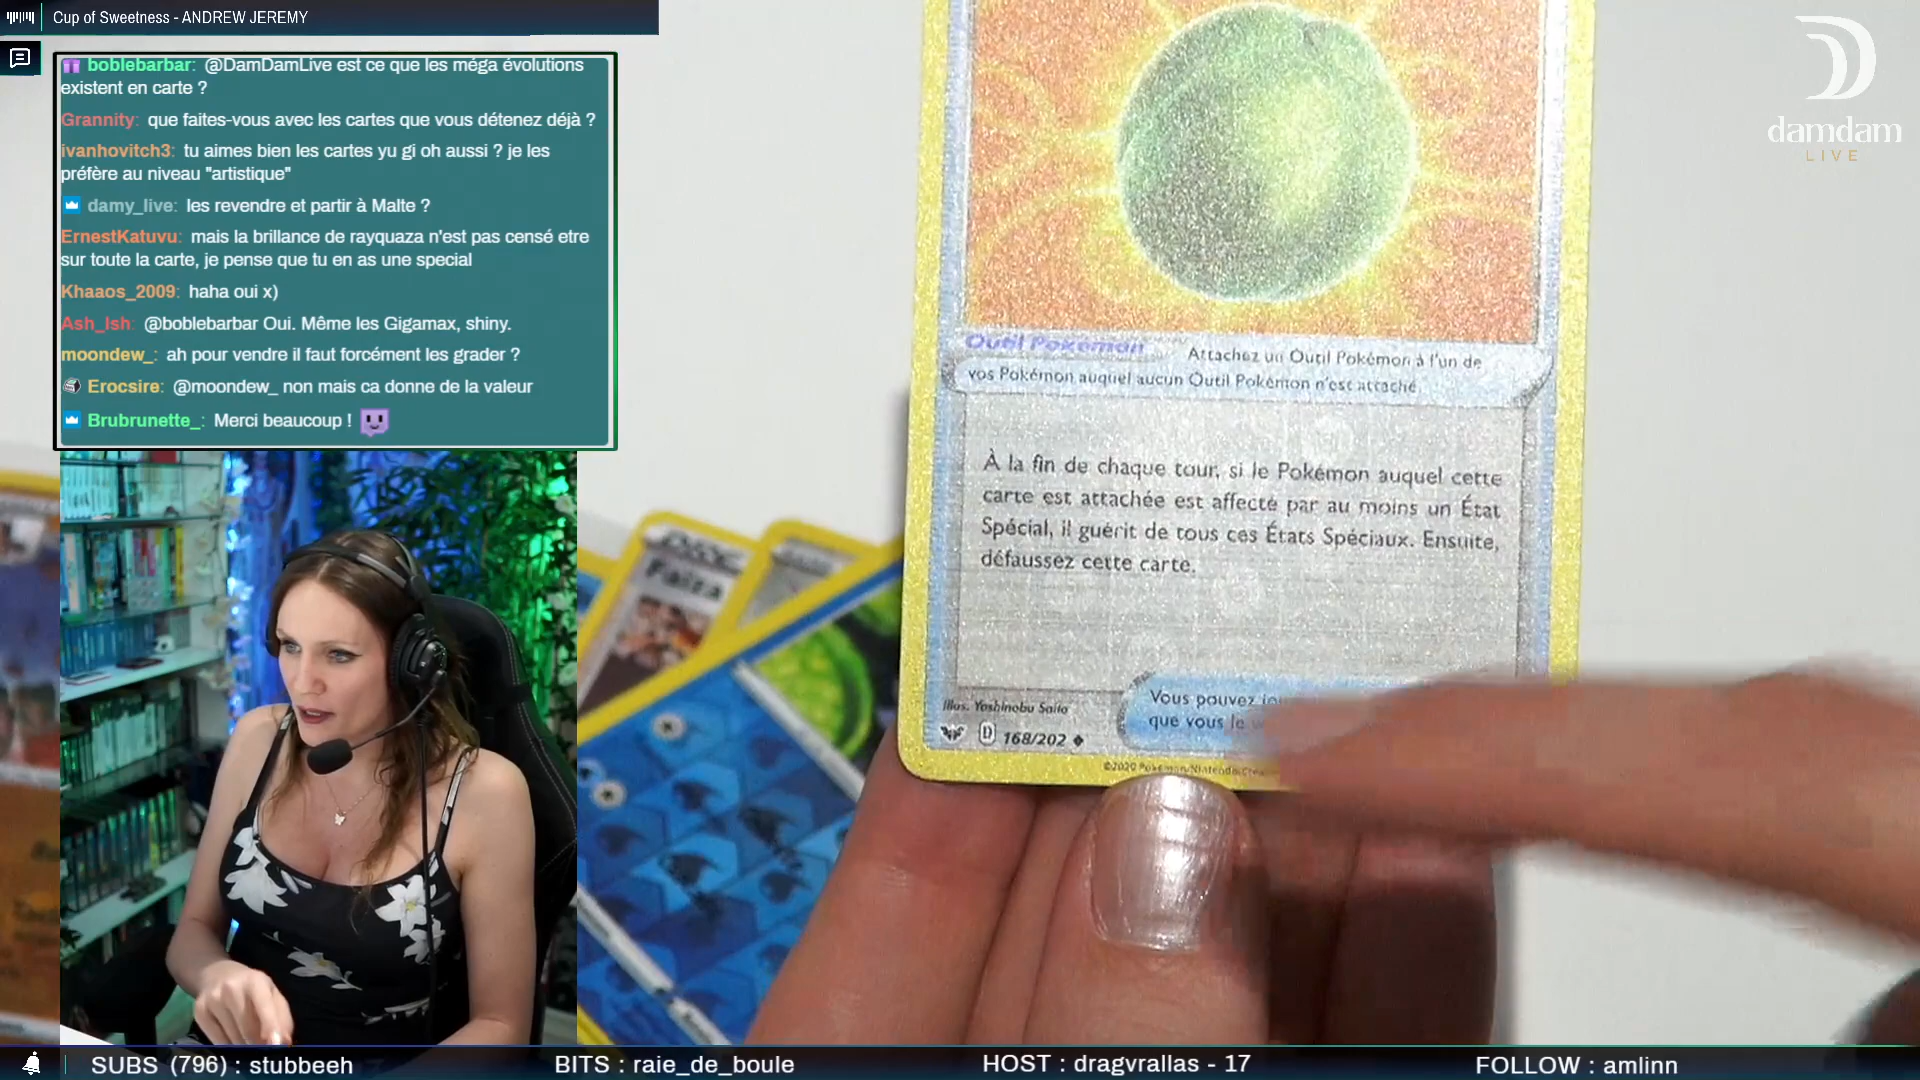 Cup of Sweetness - ANDREW JEREMY
boblebarbar: @DamDamLive est ce que les méga évolutions
existent en carte ?
Grannity: que faites-vous avec les cartes que vous détenez déjà ?
ivanhovitch3: tu aimes bien les cartes yu gi oh aussi ? je les
préfère au niveau "artistique"
damy_live: les revendre et partir à Malte ?
ErnestKatuvu: mais la brillance de rayquaza n'est pas censé etre
sur toute la carte, je pense que tu en as une special
Khaaos_2009: haha oui x)
Ash_Ish: @boblebarbar Oui. Même les Gigamax, shiny.
moondew_: ah pour vendre il faut forcément les grader ?
Erocsire: @moondew_ non mais ca donne de la valeur
Brubrunette_: Merci beaucoup !
damdam
LIVE
Outil Pokémon Attachez un Outil Pokémon à l'un de
vos Pokémon auquel aucun Outil Pokémon n'est attaché.
À la fin de chaque tour, si le Pokémon auquel cette
carte est attachée est affecté par au moins un État
Spécial, il guérit de tous ces États Spéciaux. Ensuite,
défaussez cette carte.
Vous pouvez
que vous le
Illus. Yoshinobu Saito
D 168/202
©2020 Pokémon/Nintendo
Faiza
SUBS (796) : stubbeeh
BITS : raie_de_boule
HOST : dragvrallas - 17
FOLLOW : amlinn